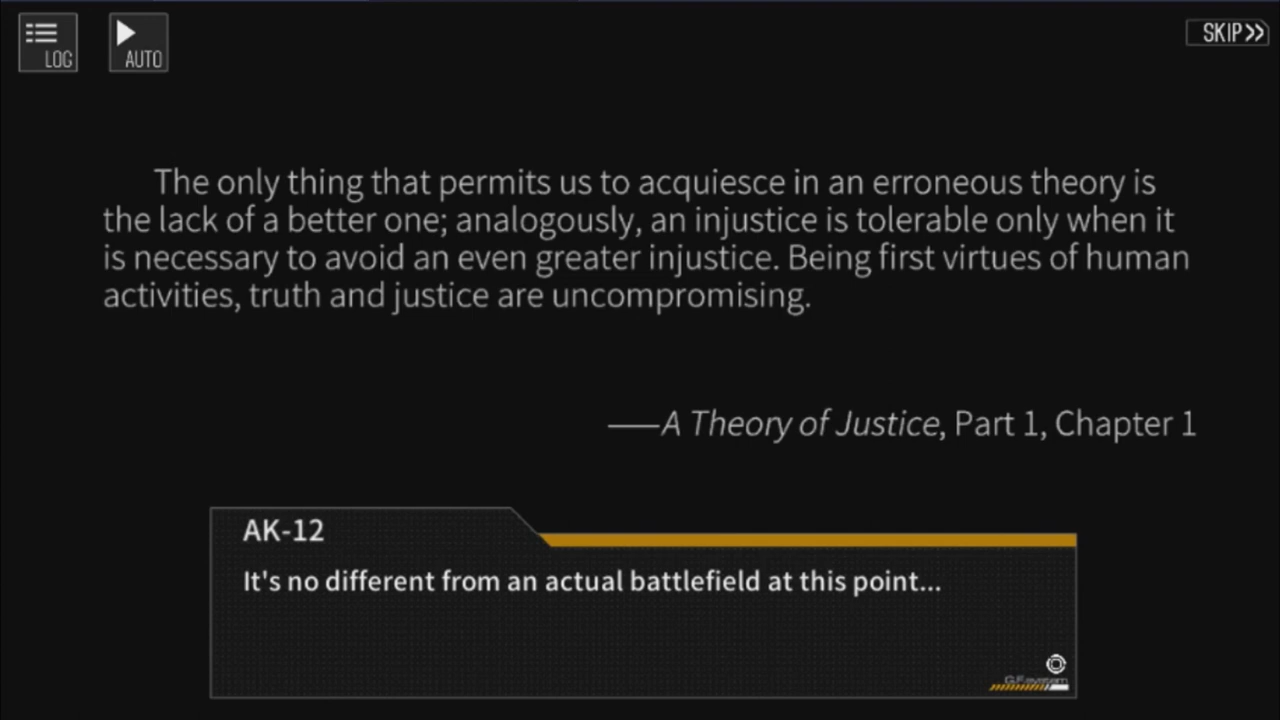 LOG
AUTO
SKIP
The only thing that permits us to acquiesce in an erroneous theory is
the lack of a better one; analogously, an injustice is tolerable only when it
is necessary to avoid an even greater injustice. Being first virtues of human
activities, truth and justice are uncompromising.
——A Theory of Justice, Part 1, Chapter 1
AK-12
It's no different from an actual battlefield at this point...
G.F.system